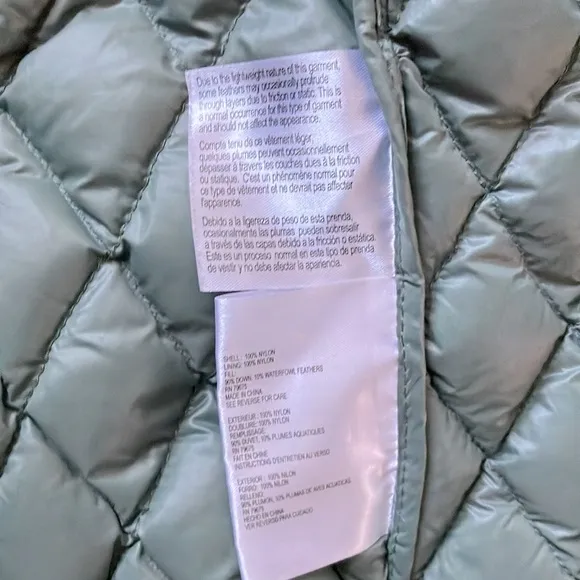 Due to the lightweight nature of this garment,
some feathers may occasionally protrude
through layers due to friction or static. This is
a normal occurrence for this type of garment
and should not affect the appearance.
Compte tenu de ce vêtement léger,
quelques plumes peuvent occasionnellement
dépasser à travers les couches dues à la friction
ou statique. C'est un phénomène normal pour
ce type de vêtement et ne devrait pas affecter
l'apparence.
Debido a la ligereza de peso de esta prenda,
ocasionalmente, las plumas pueden sobresalir
a través de las capas debido a la fricción o estática.
Este es un proceso normal en este tipo de prenda
de vestir y no debe afectar la apariencia.
SHELL: 100% NYLON
LINING: 100% NYLON
FILL:
90% DOWN, 10% WATERFOWL FEATHERS
RN 79675
MADE IN CHINA
SEE REVERSE FOR CARE
EXTERIEUR: 100% NYLON
DOUBLURE: 100% NYLON
REMPLISSAGE:
90% DUVET, 10% PLUMES AQUATIQUES
RN 79675
FAIT EN CHINE
INSTRUCTIONS D'ENTRETIEN AU VERSO
EXTERIOR: 100% NILON
FORRO: 100% NILON
RELLENO:
90% PLUMON, 10% PLUMAS DE AVES ACUATICAS
RN 79675
HECHO EN CHINA
VER REVERSO PARA CUIDADO